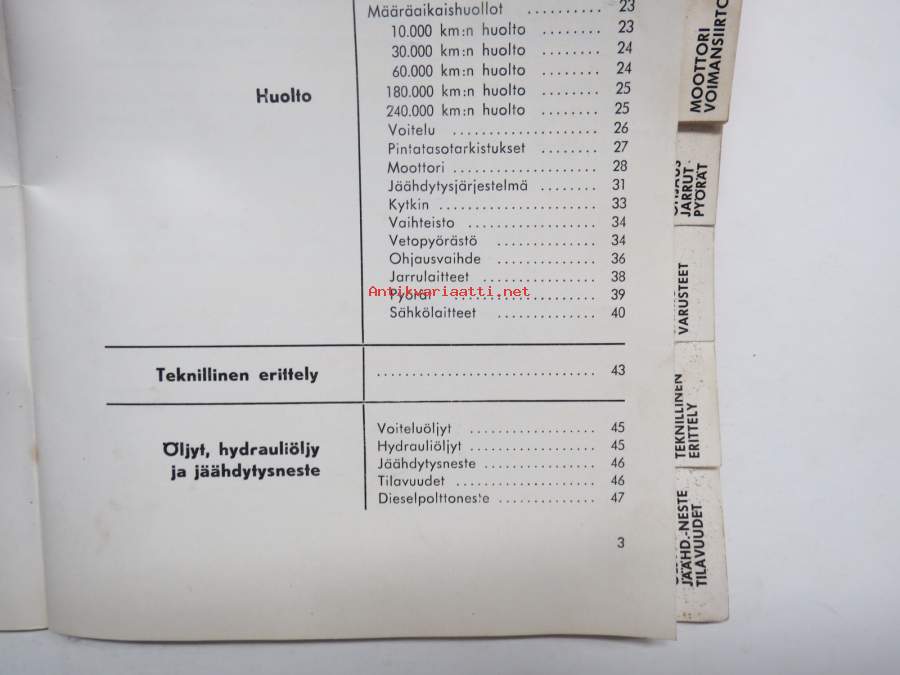 Määräaikaishuollot .......... 23
10.000 km:n huolto ........ 23
30.000 km:n huolto ........ 24
60.000 km:n huolto ........ 24
180.000 km:n huolto ........ 25
240.000 km:n huolto ........ 25
Huolto
Voitelu .................... 26
Pintatasotarkistukset ........ 27
Moottori .................... 28
Jäähdytysjärjestelmä ........ 31
Kytkin ...................... 33
Vaihteisto .................. 34
Vetopyörästö .............. 34
Ohjausvaihde .............. 36
Jarrulaitteet ................ 38
Pyörät .................... 39
Antikvariaatti.net
Sähkölaitteet .............. 40
Teknillinen erittely ............................... 43
Öljyt, hydrauliöljy
ja jäähdytysneste
Voiteluöljyt .................. 45
Hydrauliöljyt ................ 45
Jäähdytysneste ................ 46
Tilavuudet .................... 46
Dieselpolttoneste .............. 47
3
MOOTTORI
VOIMANSIIRTO
JARRUT
PYÖRÄT
VARUSTEET
TEKNILLINEN
ERITTELY
JÄÄHD.-NESTE
TILAVUUDET